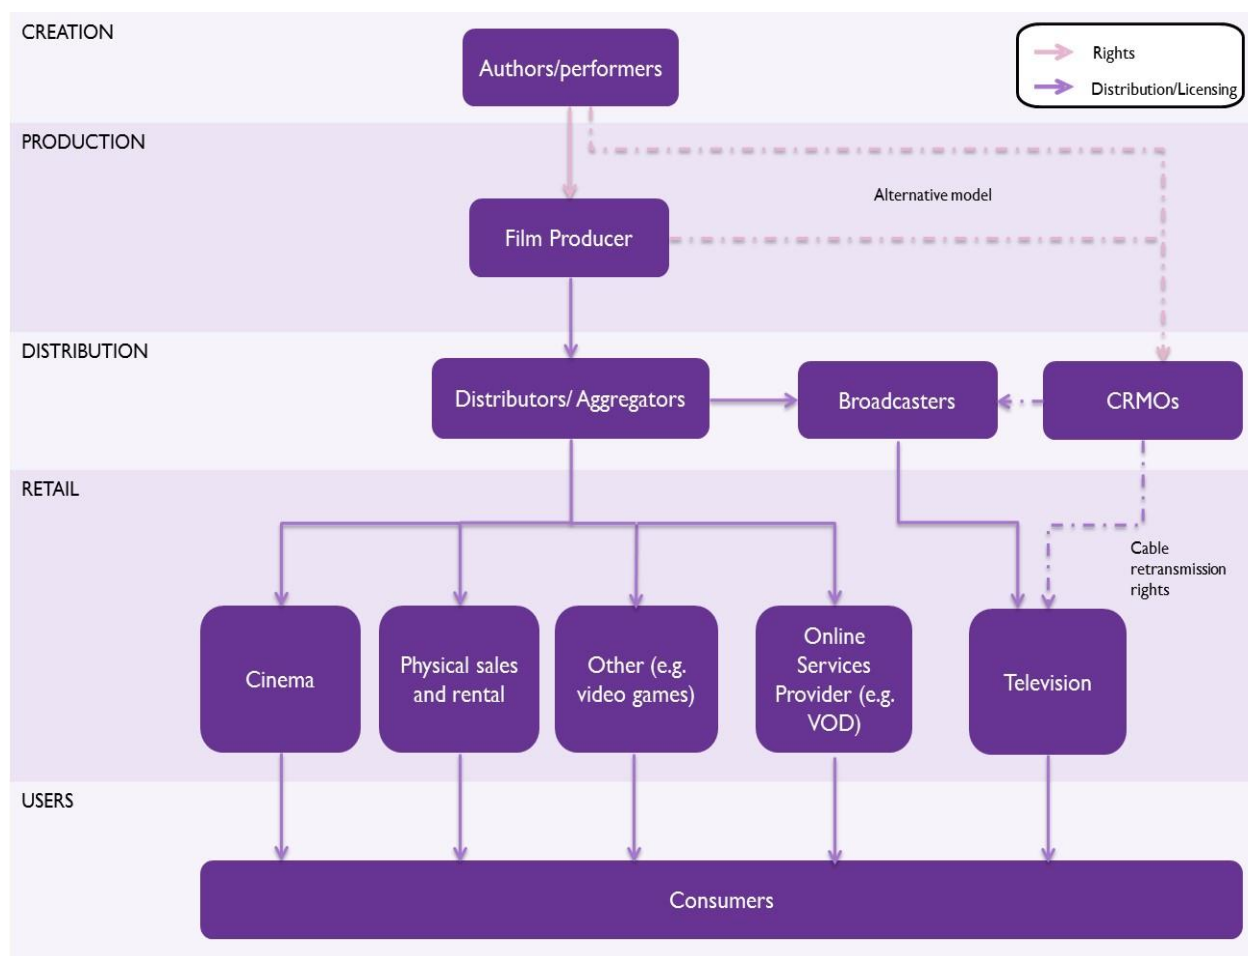 CREATION
Authors/performers
Rights
Distribution/Licensing
PRODUCTION
Alternative model
Film Producer
DISTRIBUTION
Distributors/ Aggregators
Broadcasters
CRMOs
RETAIL
Cable
retransmission
rights
Cinema
Physical sales
and rental
Other (e.g.
video games)
Online
Services
Provider (e.g.
VOD)
Television
USERS
Consumers